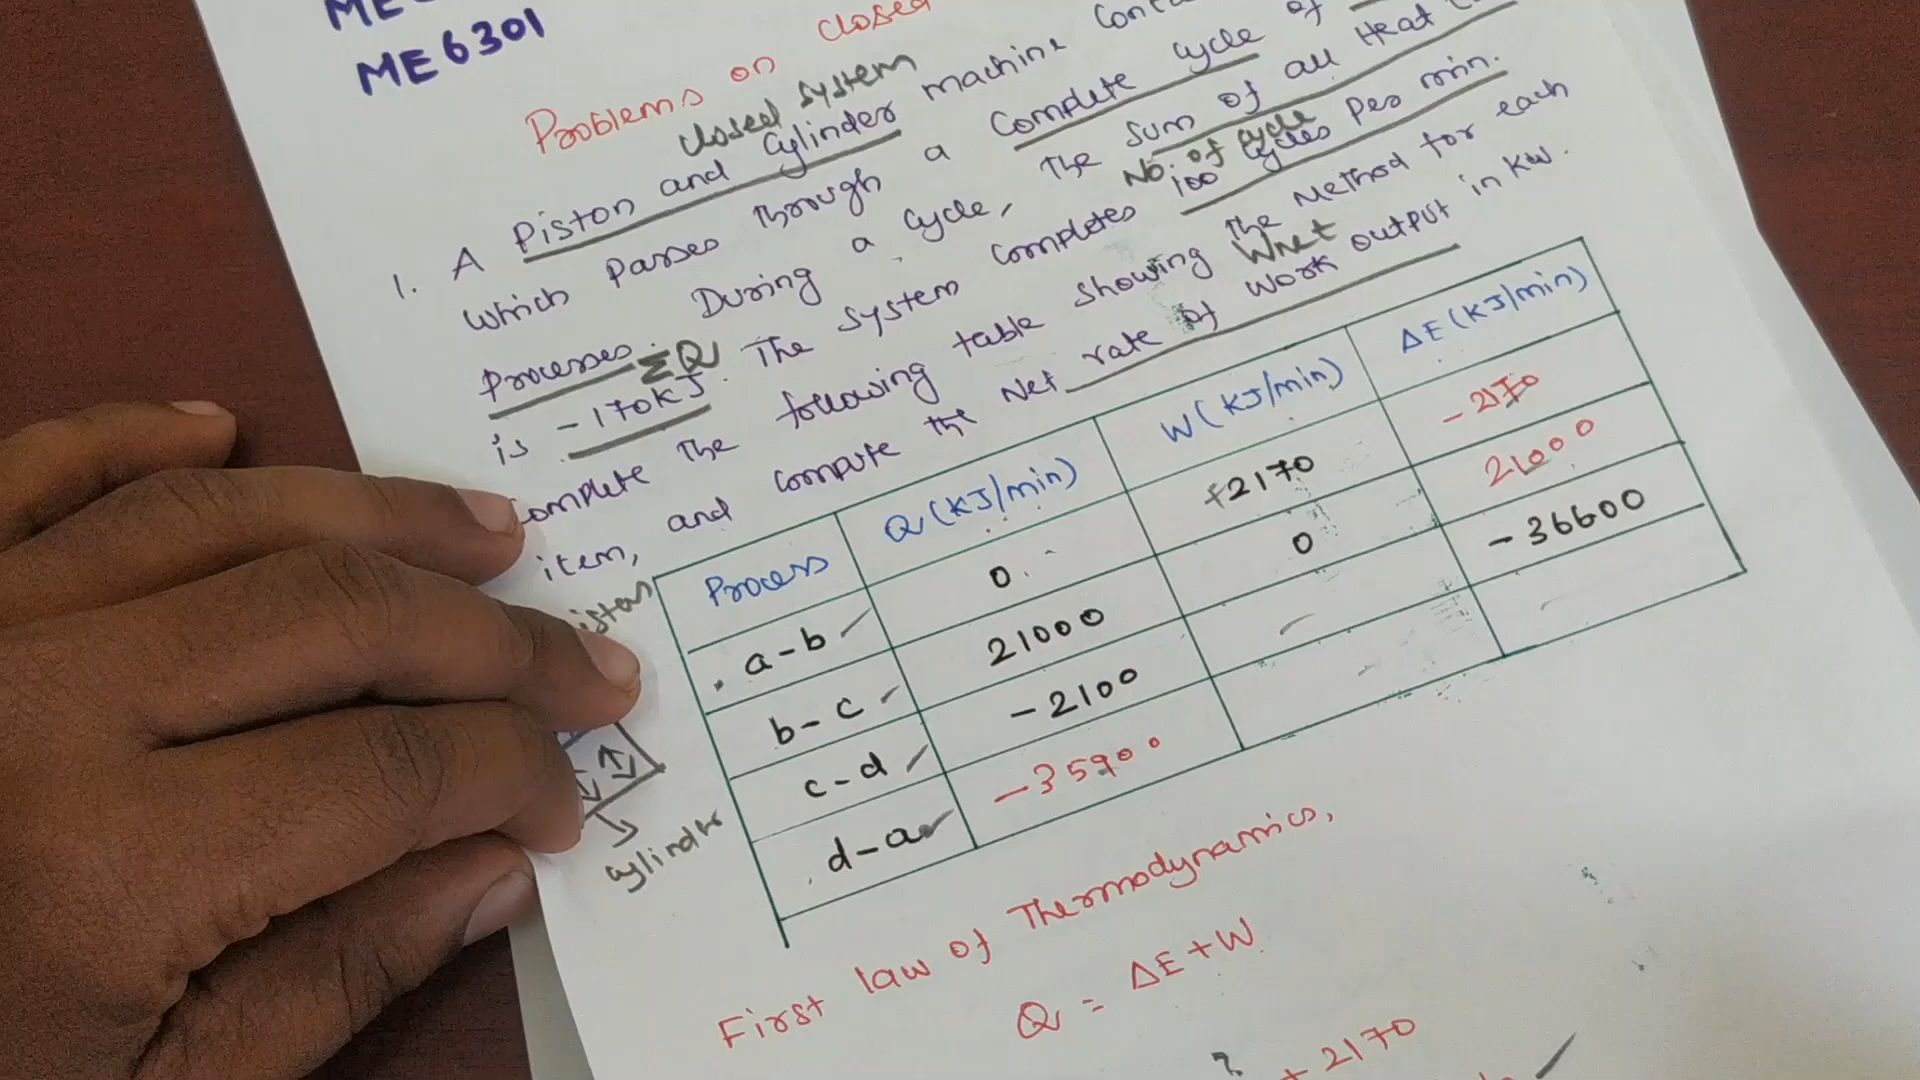 ME6301
Problems on closed
closed system
1. A Piston and Cylinder machine
which passes through a complete cycle of
processes. During a cycle, the sum of all Heat
ΣQ
No. of cycle
is -170KJ. The system completes 100 cycles per min.
Complete the following table showing the Method for each
Wnet
item, and compute the Net rate of work output in kw.
Process Q(KJ/min) W(KJ/min) ΔE(KJ/min)
a-b 0 +2170 -2170
b-c 21000 0 21000
c-d -2100 -36600
d-a -35900
cylinder
First law of Thermodynamics,
Q = ΔE+W
+ 2170